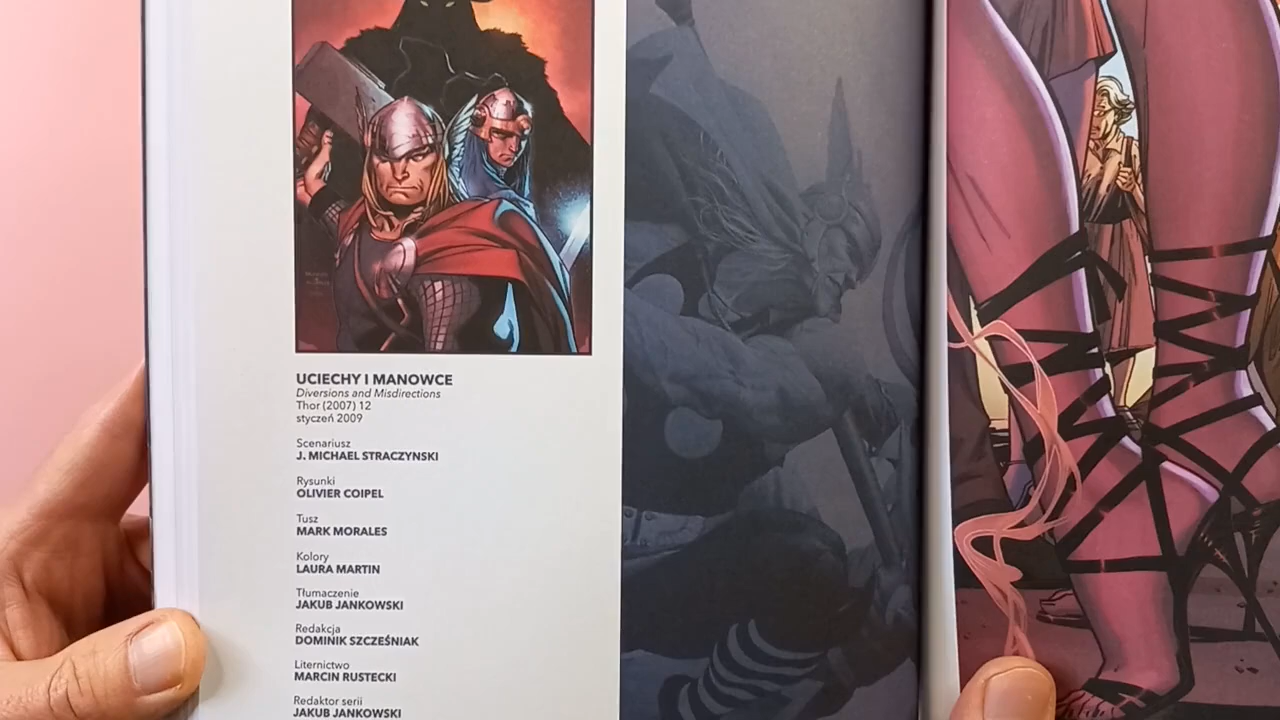 UCIECHY I MANOWCE
Diversions and Misdirections
Thor (2007) 12
styczeń 2009
Scenariusz
J. MICHAEL STRACZYNSKI
Rysunki
OLIVIER COIPEL
Tusz
MARK MORALES
Kolory
LAURA MARTIN
Tłumaczenie
JAKUB JANKOWSKI
Redakcja
DOMINIK SZCZEŚNIAK
Liternictwo
MARCIN RUSTECKI
Redaktor serii
JAKUB JANKOWSKI